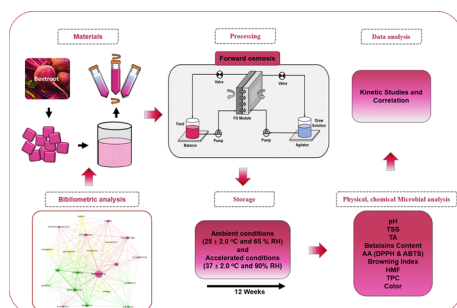 Materials
Processing
Data analysis
Beetroot
Forward osmosis
Valve
Valve
Feed
FO Module
Draw
Solution
Balance
Pump
Pump
Agitator
Kinetic Studies and
Correlation
Bibliometric analysis
Storage
Physical, chemical Microbial analysis
Ambient conditions
(25 ± 2.0 ºC and 65 % RH)
and
Accelerated conditions
(37 ± 2.0 ºC and 90% RH)
12 Weeks
pH
TSS
TA
Betalains Content
AA (DPPH & ABTS)
Browning Index
HMF
TPC
Color